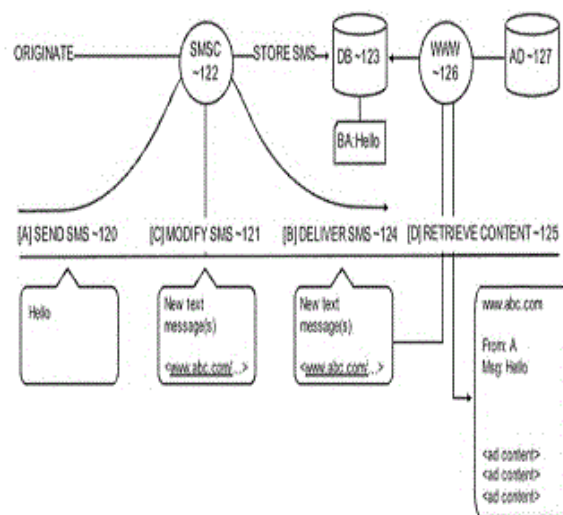 ORIGINATE
SMSC
~122
STORE SMS
DB ~123
WWW
~126
AD ~127
BA:Hello
[A] SEND SMS ~120
[C] MODIFY SMS ~121
[B] DELIVER SMS ~124
[D] RETRIEVE CONTENT ~125
Hello
New text
message(s)
<www.abc.com/...>
New text
message(s)
<www.abc.com/...>
www.abc.com
From: A
Msg: Hello
<ad content>
<ad content>
<ad content>